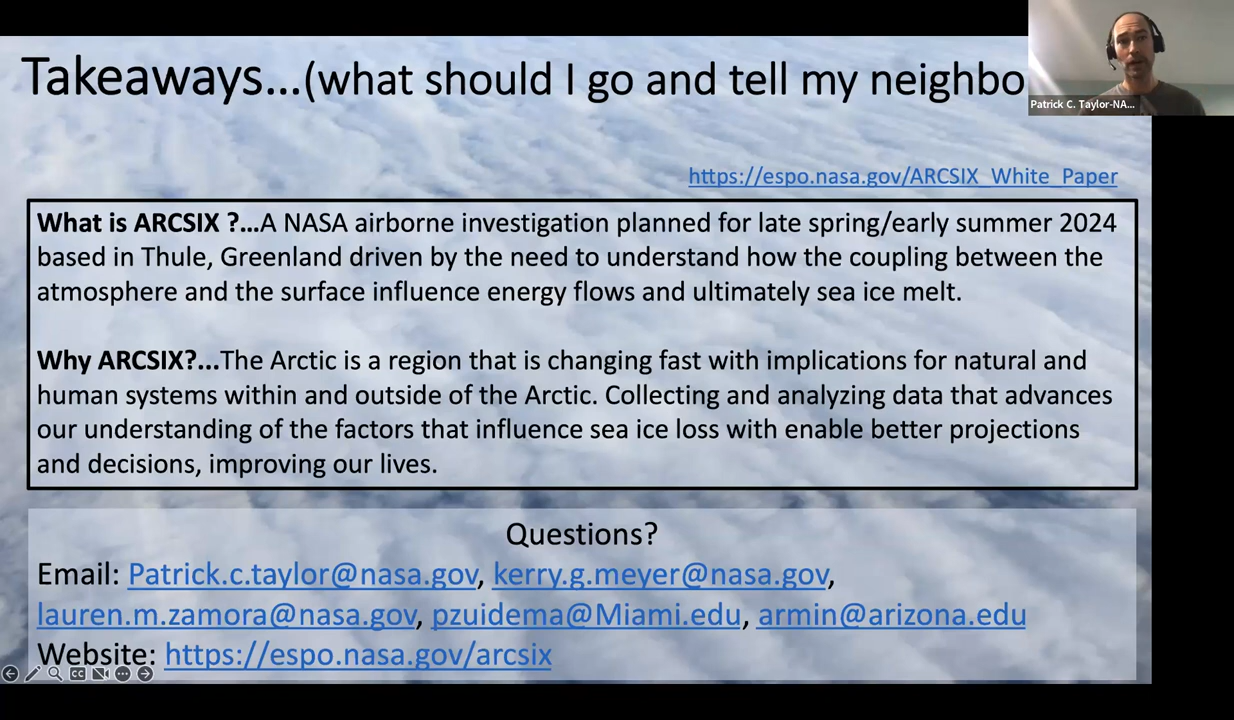 Takeaways...(what should I go and tell my neighbo
Patrick C. Taylor-NA...
https://espo.nasa.gov/ARCSIX_White_Paper
What is ARCSIX ?...A NASA airborne investigation planned for late spring/early summer 2024
based in Thule, Greenland driven by the need to understand how the coupling between the
atmosphere and the surface influence energy flows and ultimately sea ice melt.
Why ARCSIX?...The Arctic is a region that is changing fast with implications for natural and
human systems within and outside of the Arctic. Collecting and analyzing data that advances
our understanding of the factors that influence sea ice loss with enable better projections
and decisions, improving our lives.
Questions?
Email: Patrick.c.taylor@nasa.gov, kerry.g.meyer@nasa.gov,
lauren.m.zamora@nasa.gov, pzuidema@Miami.edu, armin@arizona.edu
Website: https://espo.nasa.gov/arcsix
CC